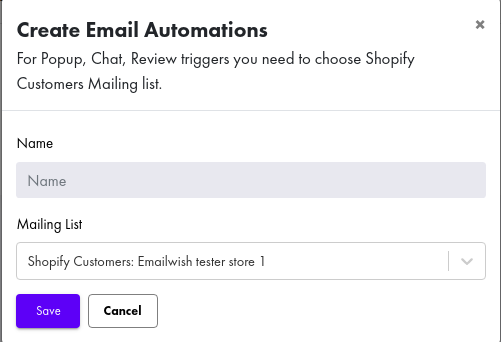 Create Email Automations
For Popup, Chat, Review triggers you need to choose Shopify
Customers Mailing list.
Name
Name
Mailing List
Shopify Customers: Emailwish tester store 1
Save
Cancel